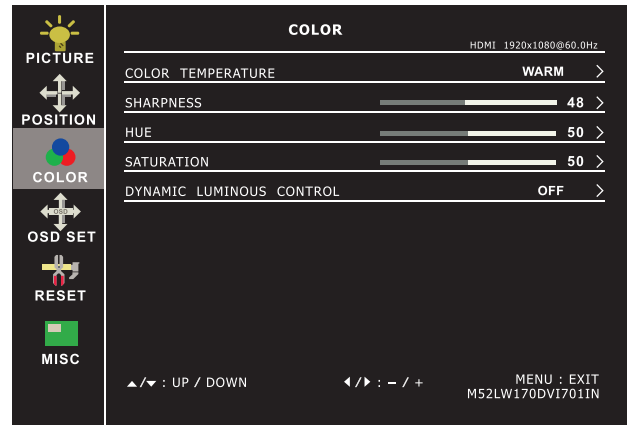 PICTURE
POSITION
COLOR
OSD
OSD SET
RESET
MISC
COLOR
HDMI 1920x1080@60.0Hz
COLOR TEMPERATURE WARM >
SHARPNESS 48 >
HUE 50 >
SATURATION 50 >
DYNAMIC LUMINOUS CONTROL OFF >
▲/▼ : UP / DOWN ◀/▶ : – / + MENU : EXIT
M52LW170DVI701IN